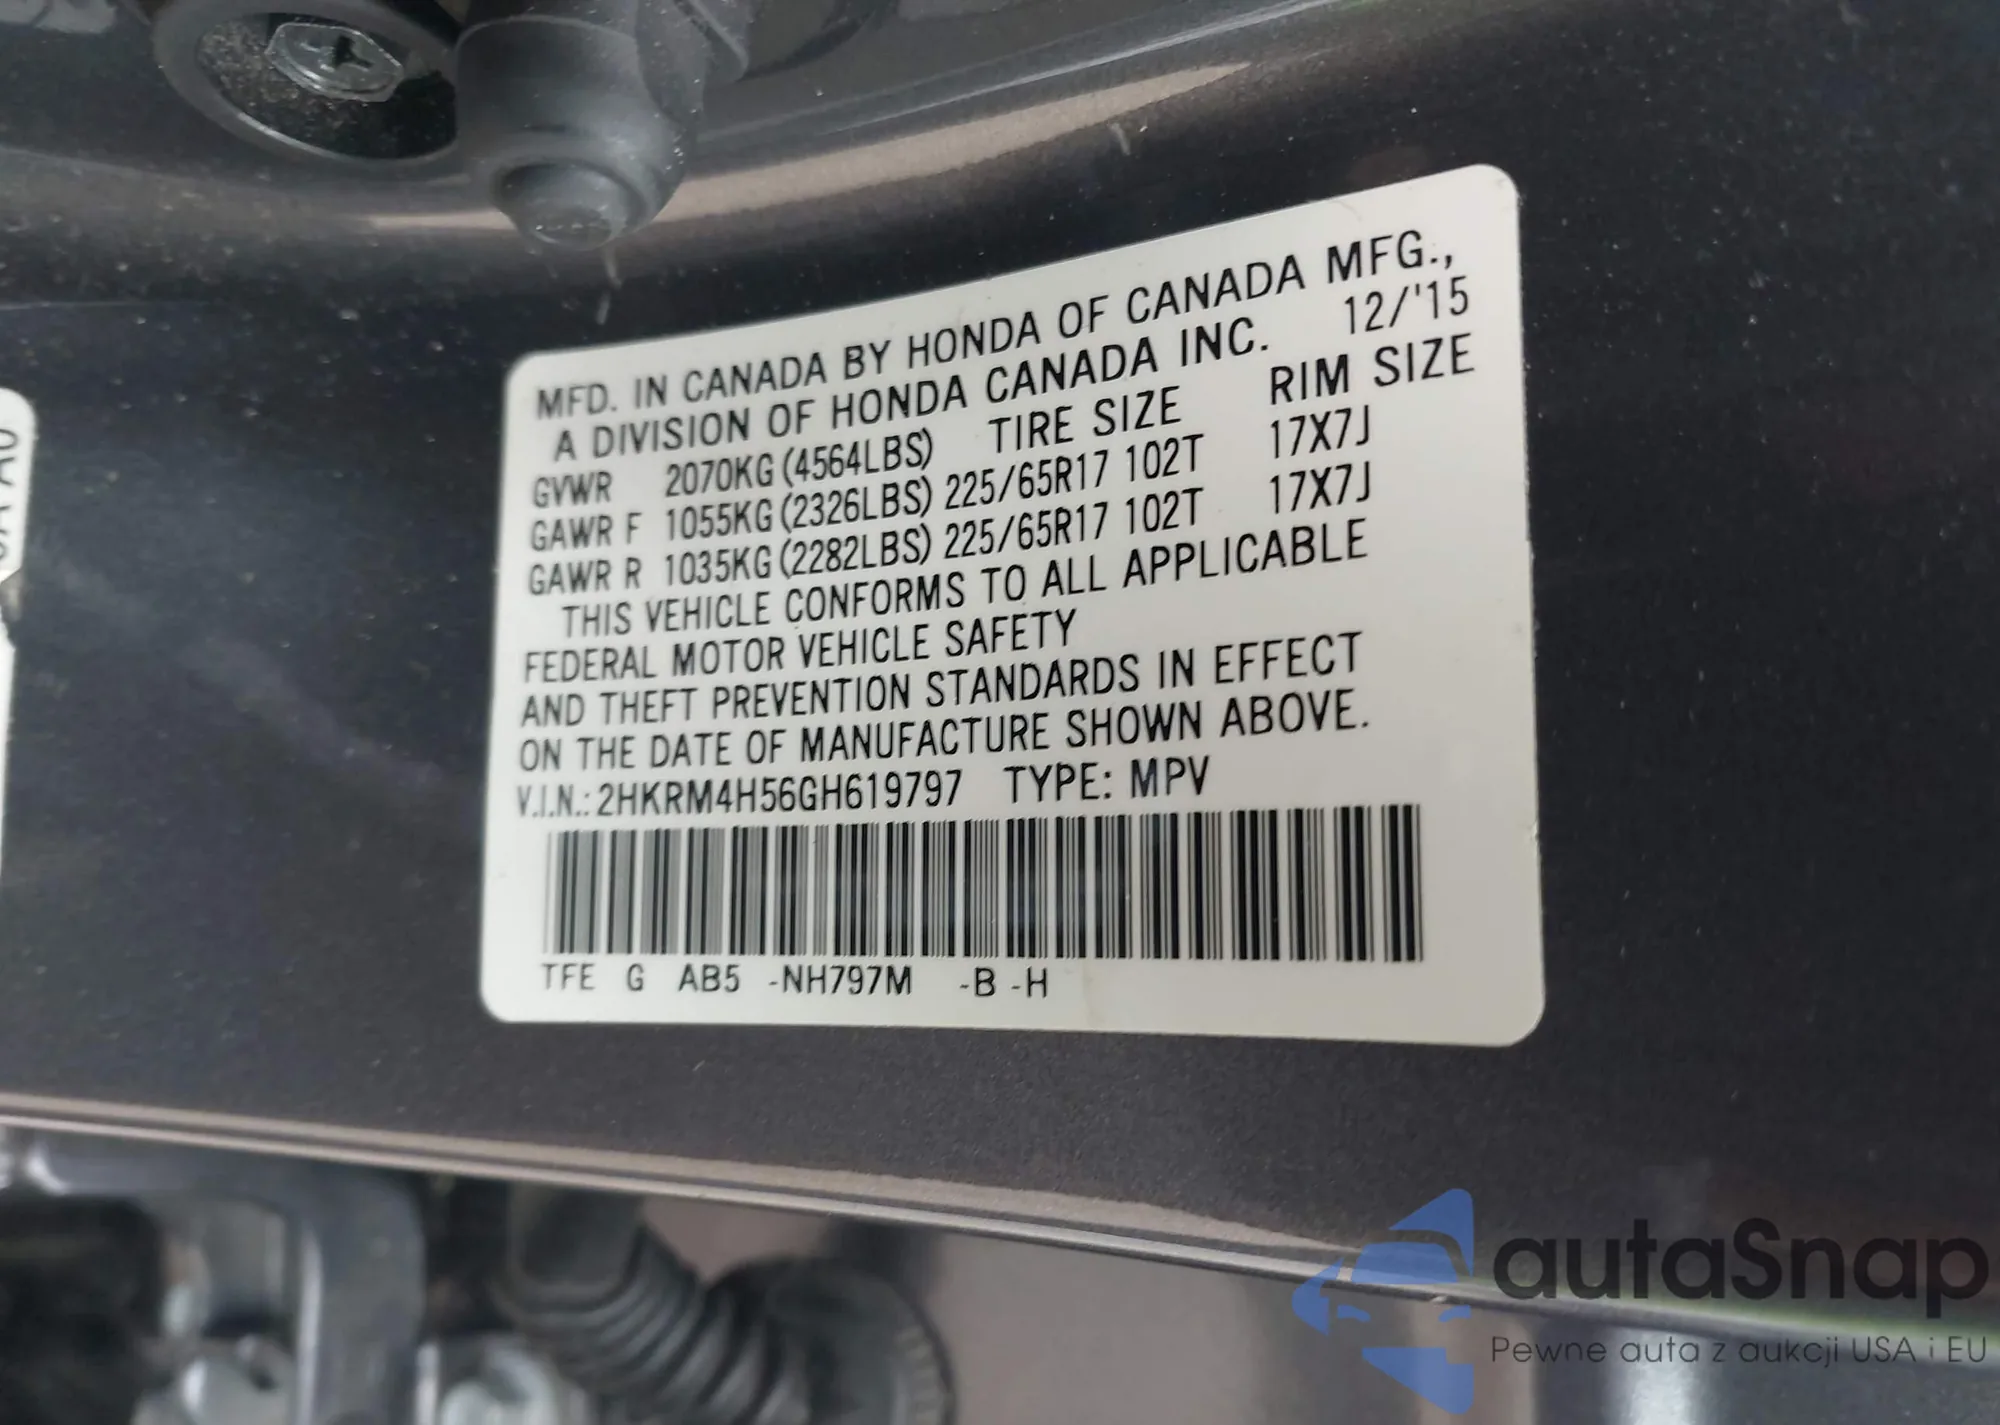 MFD. IN CANADA BY HONDA OF CANADA MFG.,
A DIVISION OF HONDA CANADA INC. 12/'15
GVWR 2070KG (4564LBS) TIRE SIZE RIM SIZE
GAWR F 1055KG (2326LBS) 225/65R17 102T 17X7J
GAWR R 1035KG (2282LBS) 225/65R17 102T 17X7J
THIS VEHICLE CONFORMS TO ALL APPLICABLE
FEDERAL MOTOR VEHICLE SAFETY
AND THEFT PREVENTION STANDARDS IN EFFECT
ON THE DATE OF MANUFACTURE SHOWN ABOVE.
V.I.N.: 2HKRM4H56GH619797 TYPE: MPV
TFE G AB5 -NH797M -B -H
autaSnap
Pewne auta z aukcji USA i EU